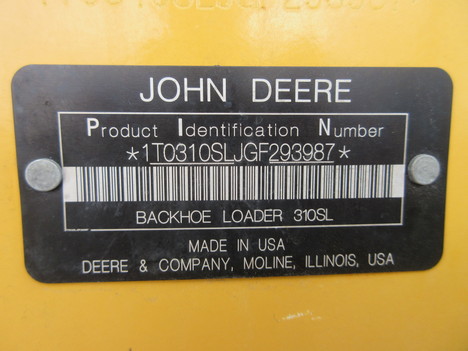 JOHN DEERE
Product Identification Number
*1T0310SLJGF293987*
BACKHOE LOADER 310SL
MADE IN USA
DEERE & COMPANY, MOLINE, ILLINOIS, USA